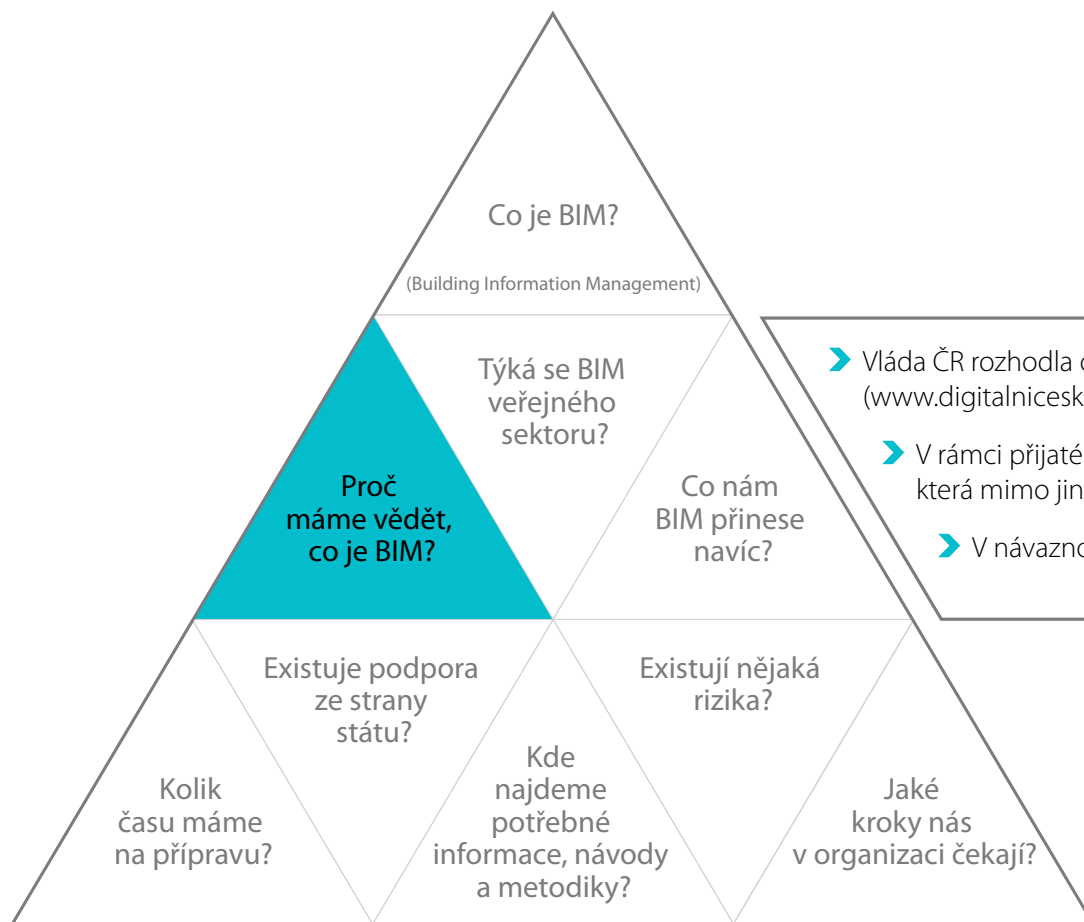 Co je BIM?
(Building Information Management)
Týká se BIM
veřejného
sektoru?
Proč
máme vědět,
co je BIM?
Co nám
BIM přinese
navíc?
Vláda ČR rozhodla
(www.digitalnicesk
V rámci přijaté
která mimo jin
V návazno
Existuje podpora
ze strany
státu?
Existují nějaká
rizika?
Kolik
času máme
na přípravu?
Kde
najdeme
potřebné
informace, návody
a metodiky?
Jaké
kroky nás
v organizaci čekají?